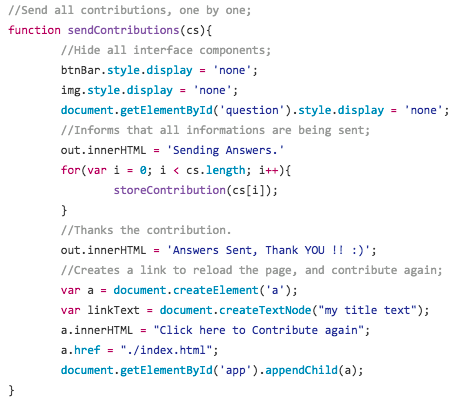 //Send all contributions, one by one;
function sendContributions(cs){
//Hide all interface components;
btnBar.style.display = 'none';
img.style.display = 'none';
document.getElementById('question').style.display = 'none';
//Informs that all informations are being sent;
out.innerHTML = 'Sending Answers.'
for(var i = 0; i < cs.length; i++){
storeContribution(cs[i]);
}
//Thanks the contribution.
out.innerHTML = 'Answers Sent, Thank YOU !! :)';
//Creates a link to reload the page, and contribute again;
var a = document.createElement('a');
var linkText = document.createTextNode("my title text");
a.innerHTML = "Click here to Contribute again";
a.href = "./index.html";
document.getElementById('app').appendChild(a);
}